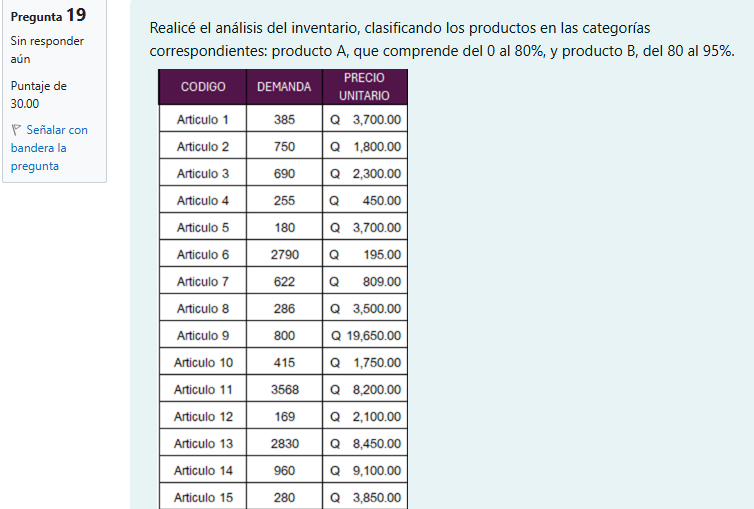 Pregunta 19
Sin responder
aún
Puntaje de
30.00
Señalar con
bandera la
pregunta
Realicé el análisis del inventario, clasificando los productos en las categorías
correspondientes: producto A, que comprende del 0 al 80%, y producto B, del 80 al 95%.
CODIGO DEMANDA PRECIO UNITARIO
Articulo 1 385 Q 3,700.00
Articulo 2 750 Q 1,800.00
Articulo 3 690 Q 2,300.00
Articulo 4 255 Q 450.00
Articulo 5 180 Q 3,700.00
Articulo 6 2790 Q 195.00
Articulo 7 622 Q 809.00
Articulo 8 286 Q 3,500.00
Articulo 9 800 Q 19,650.00
Articulo 10 415 Q 1,750.00
Articulo 11 3568 Q 8,200.00
Articulo 12 169 Q 2,100.00
Articulo 13 2830 Q 8,450.00
Articulo 14 960 Q 9,100.00
Articulo 15 280 Q 3,850.00